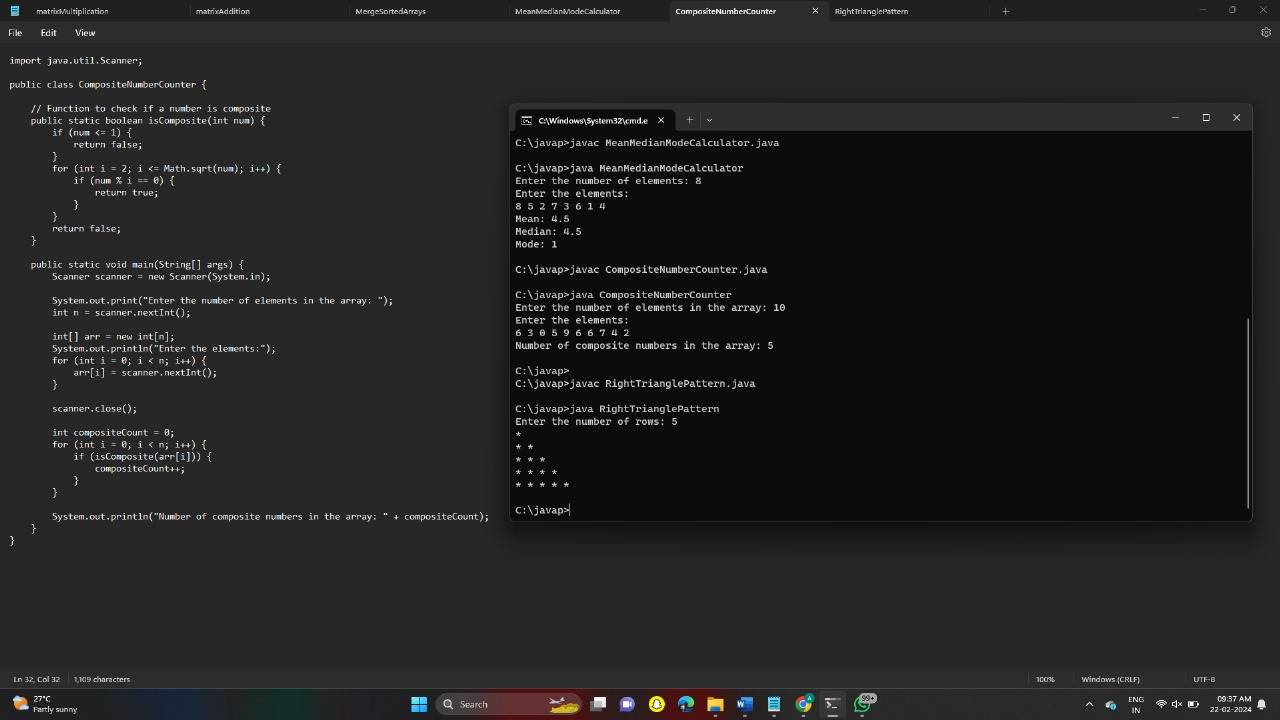 matrixMultiplication
matrixAddition
MergeSortedArrays
MeanMedianModeCalculator
CompositeNumberCounter
RightTrianglePattern
File Edit View
import java.util.Scanner;
public class CompositeNumberCounter {
// Function to check if a number is composite
public static boolean isComposite(int num) {
if (num <= 1) {
return false;
}
for (int i = 2; i <= Math.sqrt(num); i++) {
if (num % i == 0) {
return true;
}
}
return false;
}
public static void main(String[] args) {
Scanner scanner = new Scanner(System.in);
System.out.print("Enter the number of elements in the array: ");
int n = scanner.nextInt();
int[] arr = new int[n];
System.out.println("Enter the elements:");
for (int i = 0; i < n; i++) {
arr[i] = scanner.nextInt();
}
scanner.close();
int compositeCount = 0;
for (int i = 0; i < n; i++) {
if (isComposite(arr[i])) {
compositeCount++;
}
}
System.out.println("Number of composite numbers in the array: " + compositeCount);
}
}
C:\Windows\System32\cmd.e
C:\javap>javac MeanMedianModeCalculator.java
C:\javap>java MeanMedianModeCalculator
Enter the number of elements: 8
Enter the elements:
8 5 2 7 3 6 1 4
Mean: 4.5
Median: 4.5
Mode: 1
C:\javap>javac CompositeNumberCounter.java
C:\javap>java CompositeNumberCounter
Enter the number of elements in the array: 10
Enter the elements:
6 3 0 5 9 6 6 7 4 2
Number of composite numbers in the array: 5
C:\javap>
C:\javap>javac RightTrianglePattern.java
C:\javap>java RightTrianglePattern
Enter the number of rows: 5
*
* *
* * *
* * * *
* * * * *
C:\javap>
Ln 32, Col 32 1,109 characters 100% Windows (CRLF) UTF-8
27°C
Partly sunny
Search
99+
ENG
IN
09:37 AM
22-02-2024